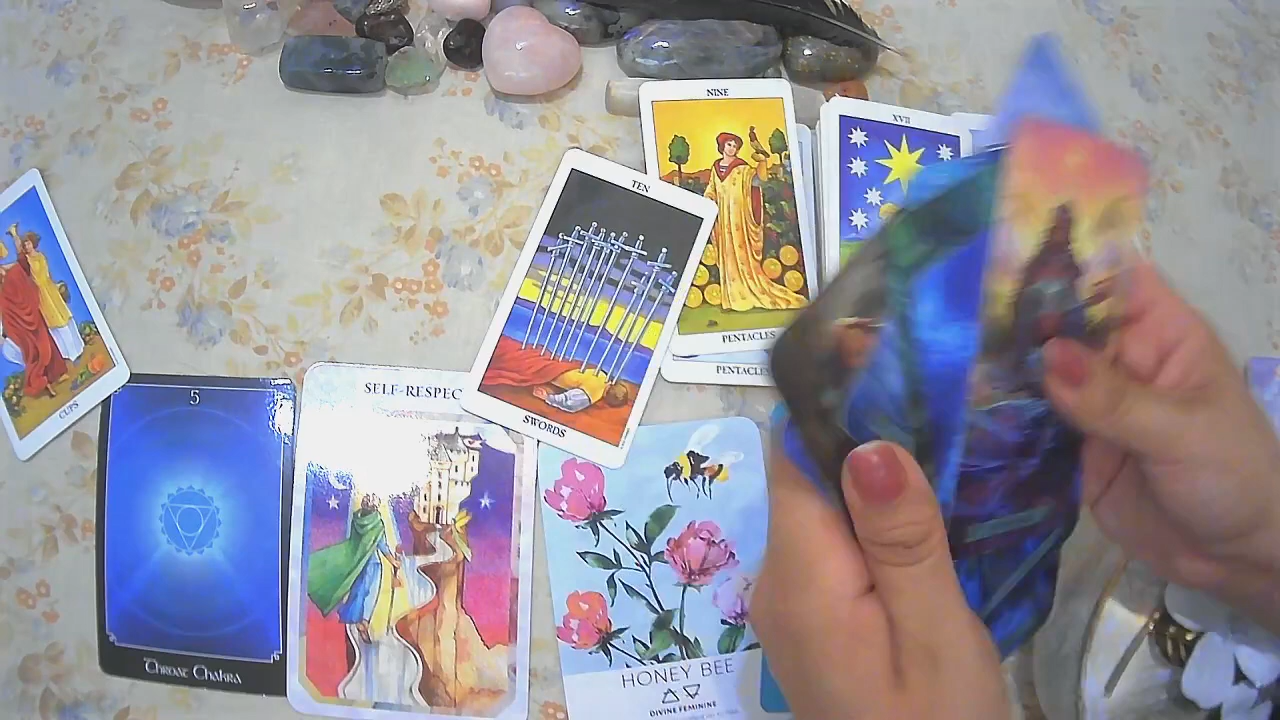 NINE
XVII
TEN
PENTACLES
PENTACLES
CUPS
5
SELF-RESPEC
SWORDS
HONEY BEE
DIVINE FEMININE
Throat Chakra